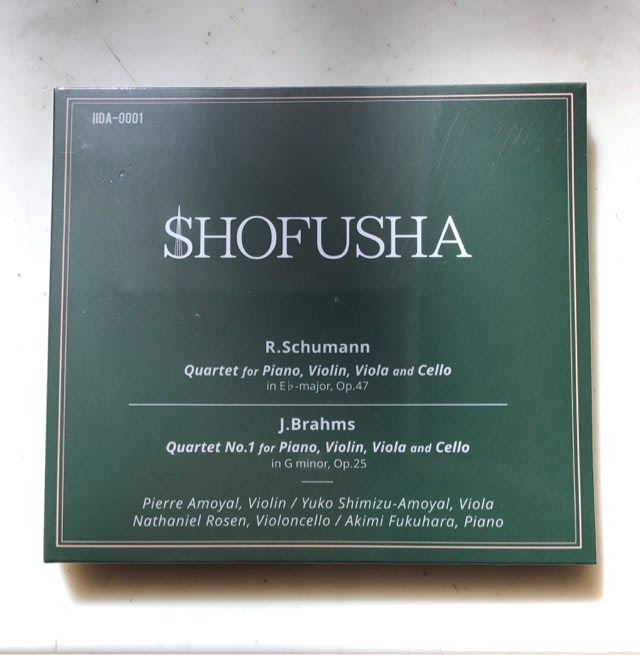 IIDA-0001
SHOFUSHA
R.Schumann
Quartet for Piano, Violin, Viola and Cello
in E♭-major, Op.47
J.Brahms
Quartet No.1 for Piano, Violin, Viola and Cello
in G minor, Op.25
Pierre Amoyal, Violin / Yuko Shimizu-Amoyal, Viola
Nathaniel Rosen, Violoncello / Akimi Fukuhara, Piano